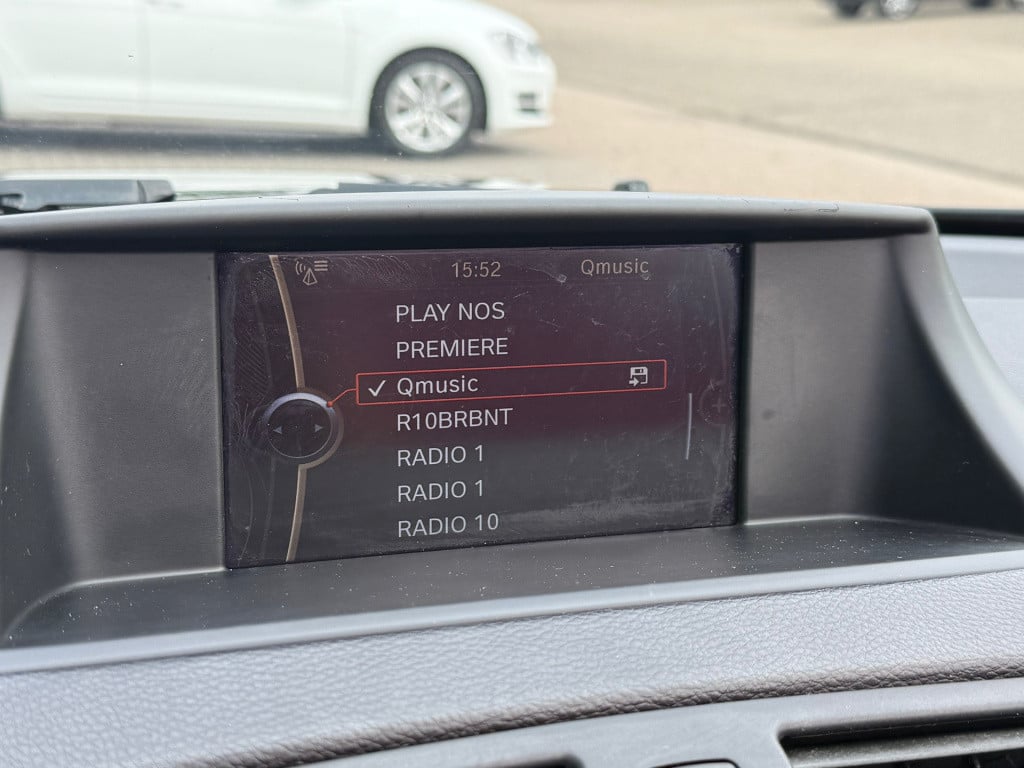 15:52 Qmusic
PLAY NOS
PREMIERE
Qmusic
R10BRBNT
RADIO 1
RADIO 1
RADIO 10